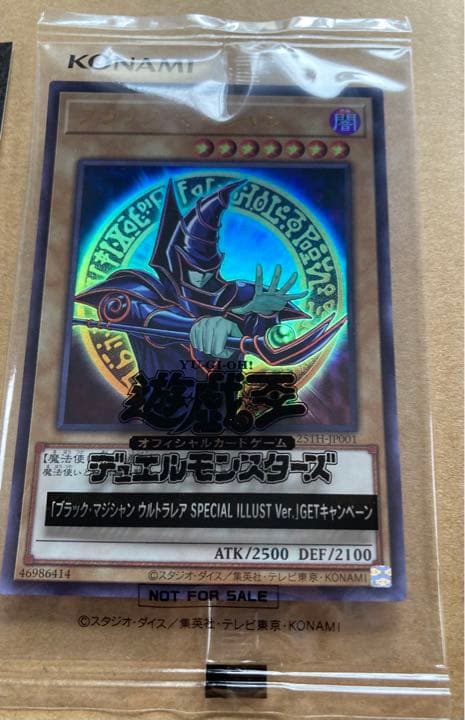 KONAMI
闇
YU-GI-OH!
遊戯王
25TH-JP001
オフィシャルカードゲーム
デュエルモンスターズ
【魔法使
魔法使いと
「ブラック・マジシャン ウルトラレア SPECIAL ILLUST Ver.」GETキャンペーン
ATK/2500 DEF/2100
46986414
©スタジオ・ダイス／集英社・テレビ東京・KONAMI
NOT FOR SALE
©スタジオ・ダイス／集英社・テレビ東京・KONAMI